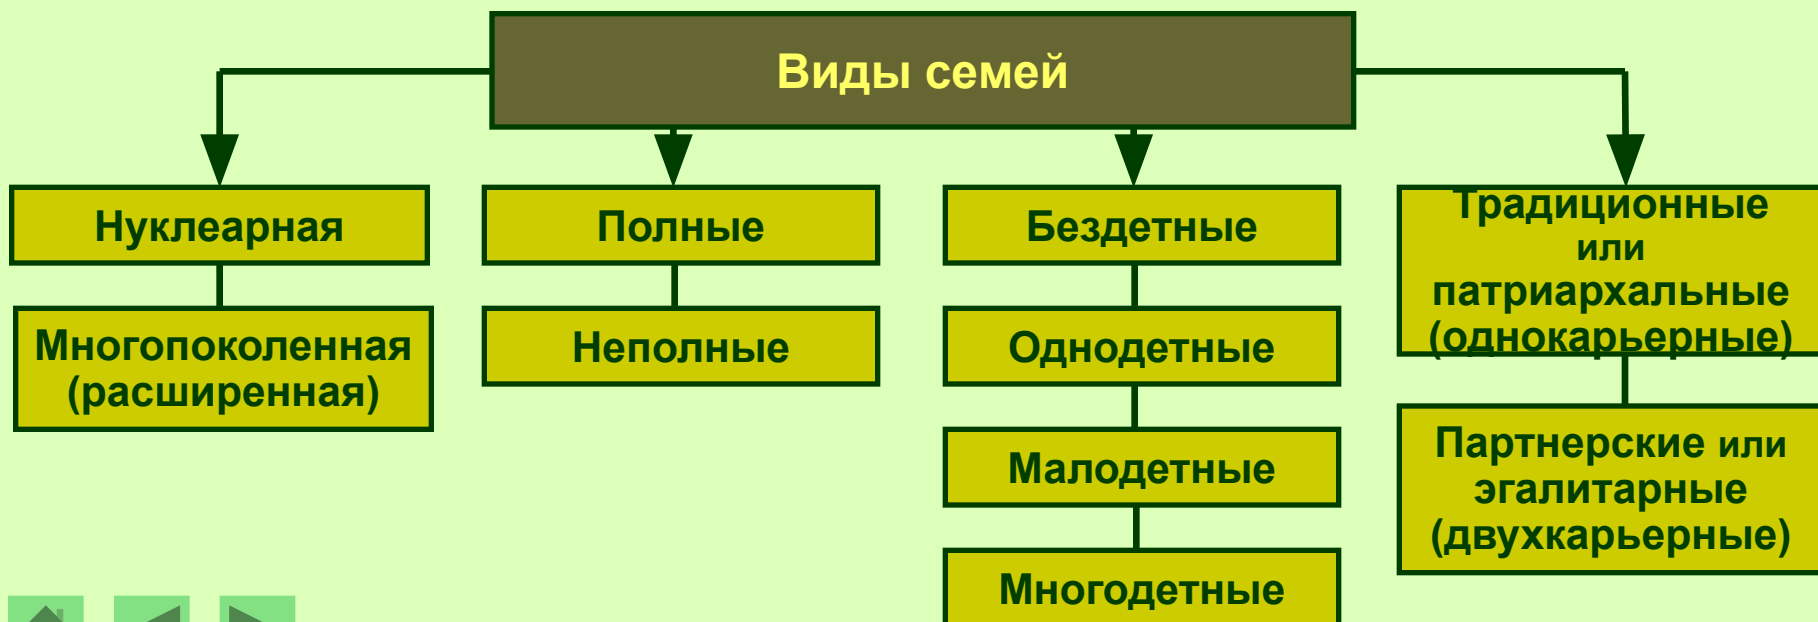 Виды семей
Нуклеарная
Многопоколенная
(расширенная)
Полные
Неполные
Бездетные
Однодетные
Малодетные
Многодетные
Традиционные
или
патриархальные
(однокарьерные)
Партнерские или
эгалитарные
(двухкарьерные)